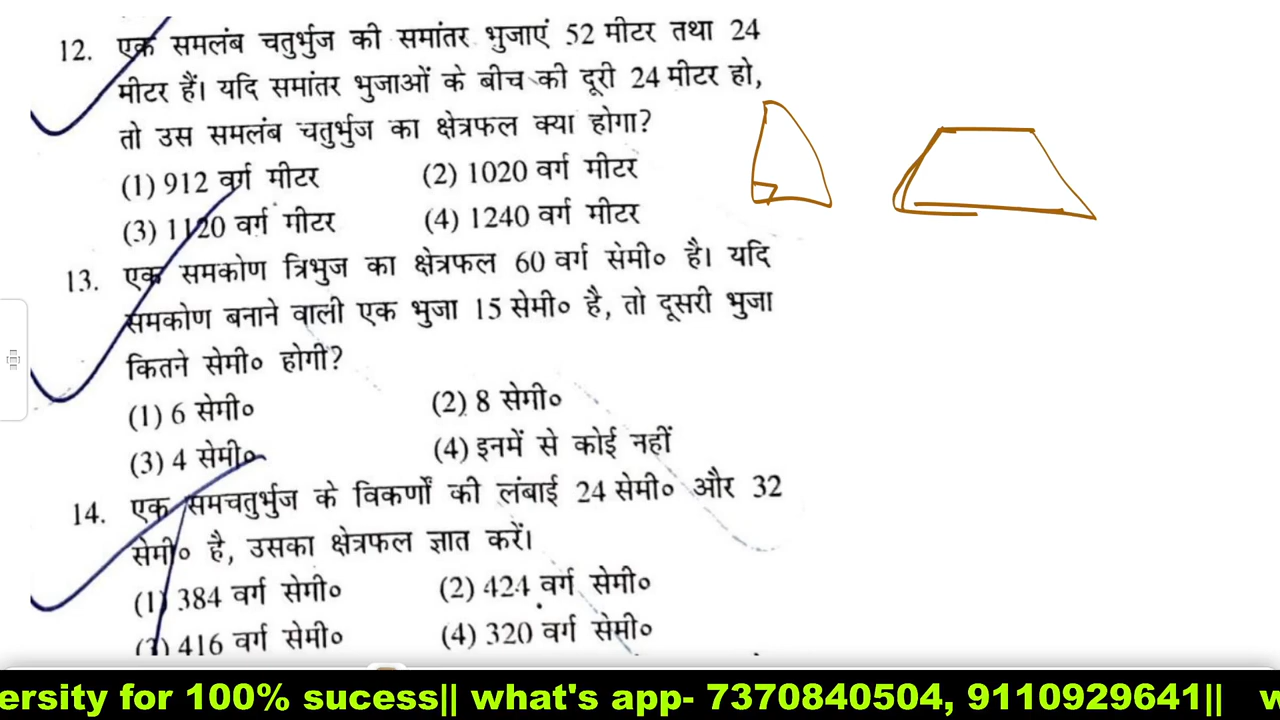 12. एक समलंब चतुर्भुज की समांतर भुजाएं 52 मीटर तथा 24
मीटर हैं। यदि समांतर भुजाओं के बीच की दूरी 24 मीटर हो,
तो उस समलंब चतुर्भुज का क्षेत्रफल क्या होगा?
(1) 912 वर्ग मीटर (2) 1020 वर्ग मीटर
(3) 1120 वर्ग मीटर (4) 1240 वर्ग मीटर
13. एक समकोण त्रिभुज का क्षेत्रफल 60 वर्ग सेमी० है। यदि
समकोण बनाने वाली एक भुजा 15 सेमी० है, तो दूसरी भुजा
कितने सेमी० होगी?
(1) 6 सेमी० (2) 8 सेमी०
(3) 4 सेमी० (4) इनमें से कोई नहीं
14. एक समचतुर्भुज के विकर्णों की लंबाई 24 सेमी० और 32
सेमी० है, उसका क्षेत्रफल ज्ञात करें।
(1) 384 वर्ग सेमी० (2) 424 वर्ग सेमी०
(3) 416 वर्ग सेमी० (4) 320 वर्ग सेमी०
ersity for 100% sucess|| what's app- 7370840504, 9110929641||